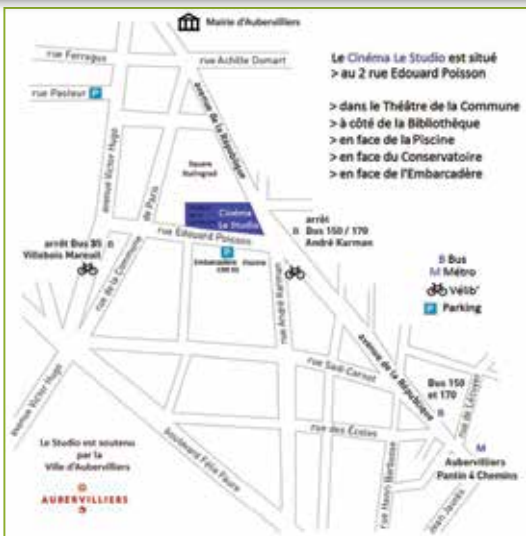 Mairie d'Aubervilliers
rue Ferragus
rue Achille Domart
rue Pasteur
P
avenue Victor Hugo
avenue de la République
Square
Stalingrad
rue de la Commune
de Paris
Cinéma
Le Studio
rue Edouard Poisson
P
Embarcadère
Piscine
arrêt Bus 35
Villebois Mareuil
B
rue André Karman
B
arrêt
Bus 150 / 170
André Karman
Le Cinéma Le Studio est situé
> au 2 rue Edouard Poisson
> dans le Théâtre de la Commune
> à côté de la Bibliothèque
> en face de la Piscine
> en face du Conservatoire
> en face de l'Embarcadère
B Bus
M Métro
Vélib'
P Parking
rue Sadi Carnot
avenue de la République
avenue Victor Hugo
boulevard Félix Faure
rue des Écoles
rue Henri Barbusse
Bus 150
et 170
B
rue de Lécuyer
M
Aubervilliers
Pantin 4 Chemins
Jean Jaurès
Le Studio est soutenu
par la
Ville d'Aubervilliers
AUBERVILLIERS